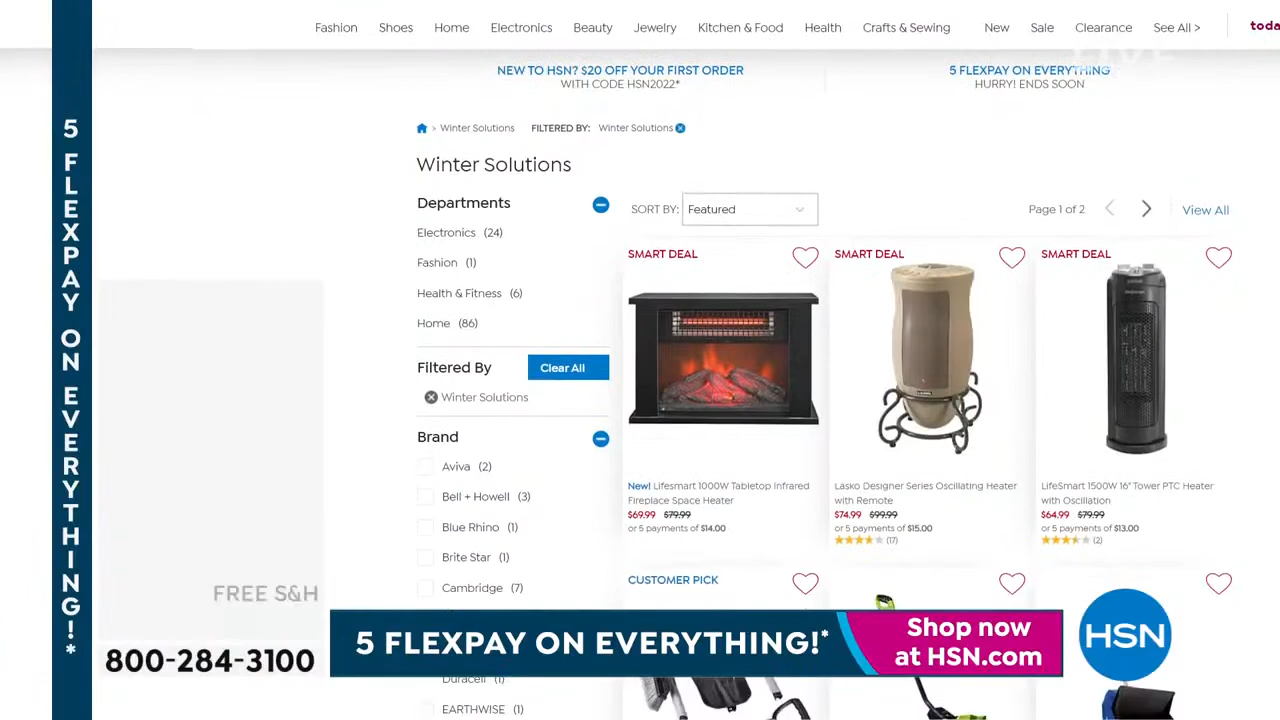 Fashion Shoes Home Electronics Beauty Jewelry Kitchen & Food Health Crafts & Sewing New Sale Clearance See All >
LIVE
NEW TO HSN? $20 OFF YOUR FIRST ORDER
WITH CODE HSN2022*
5 FLEXPAY ON EVERYTHING
HURRY! ENDS SOON
> Winter Solutions FILTERED BY: Winter Solutions
Winter Solutions
Departments
Electronics (24)
Fashion (1)
Health & Fitness (6)
Home (86)
Filtered By
Clear All
Winter Solutions
Brand
Aviva (2)
Bell + Howell (3)
Blue Rhino (1)
Brite Star (1)
Cambridge (7)
Duracell (1)
EARTHWISE (1)
SORT BY: Featured
Page 1 of 2
View All
SMART DEAL
New! Lifesmart 1000W Tabletop Infrared
Fireplace Space Heater
$69.99 $79.99
or 5 payments of $14.00
SMART DEAL
Lasko Designer Series Oscillating Heater
with Remote
$74.99 $99.99
or 5 payments of $15.00
(17)
SMART DEAL
LifeSmart 1500W 16" Tower PTC Heater
with Oscillation
$64.99 $79.99
or 5 payments of $13.00
(2)
CUSTOMER PICK
5 FLEXPAY ON EVERYTHING!*
FREE S&H
800-284-3100
5 FLEXPAY ON EVERYTHING!*
Shop now
at HSN.com
HSN